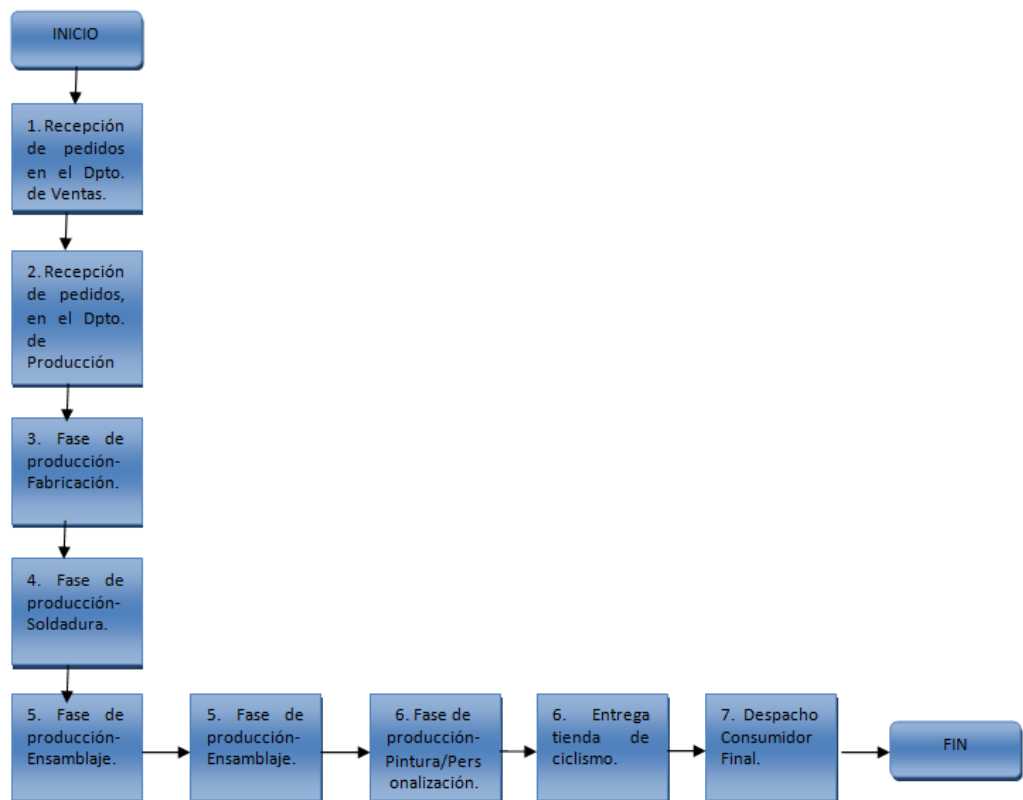 INICIO
1. Recepción
de pedidos
en el Dpto.
de Ventas.
2. Recepción
de pedidos,
en el Dpto.
de
Producción
3. Fase de
producción-
Fabricación.
4. Fase de
producción-
Soldadura.
5. Fase de
producción-
Ensamblaje.
5. Fase de
producción-
Ensamblaje.
6. Fase de
producción-
Pintura/Pers
onalización.
6. Entrega
tienda de
ciclismo.
7. Despacho
Consumidor
Final.
FIN